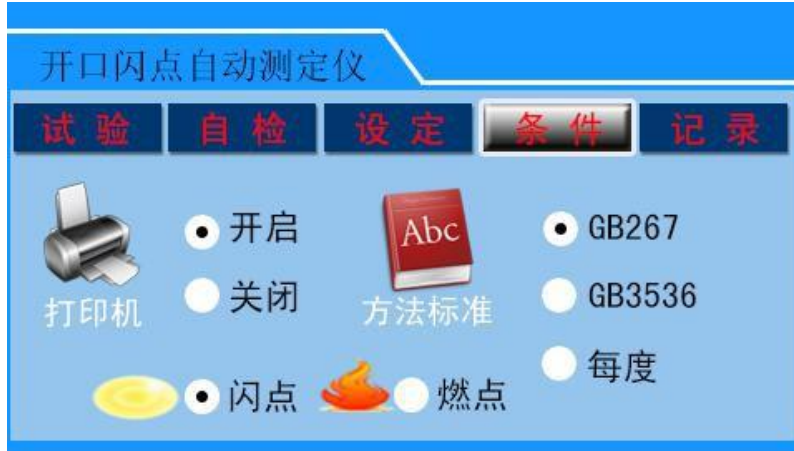 开口闪点自动测定仪
试验 自检 设定 条件 记录
开启 Abc GB267
打印机 关闭 方法标准 GB3536
闪点 燃点 每度